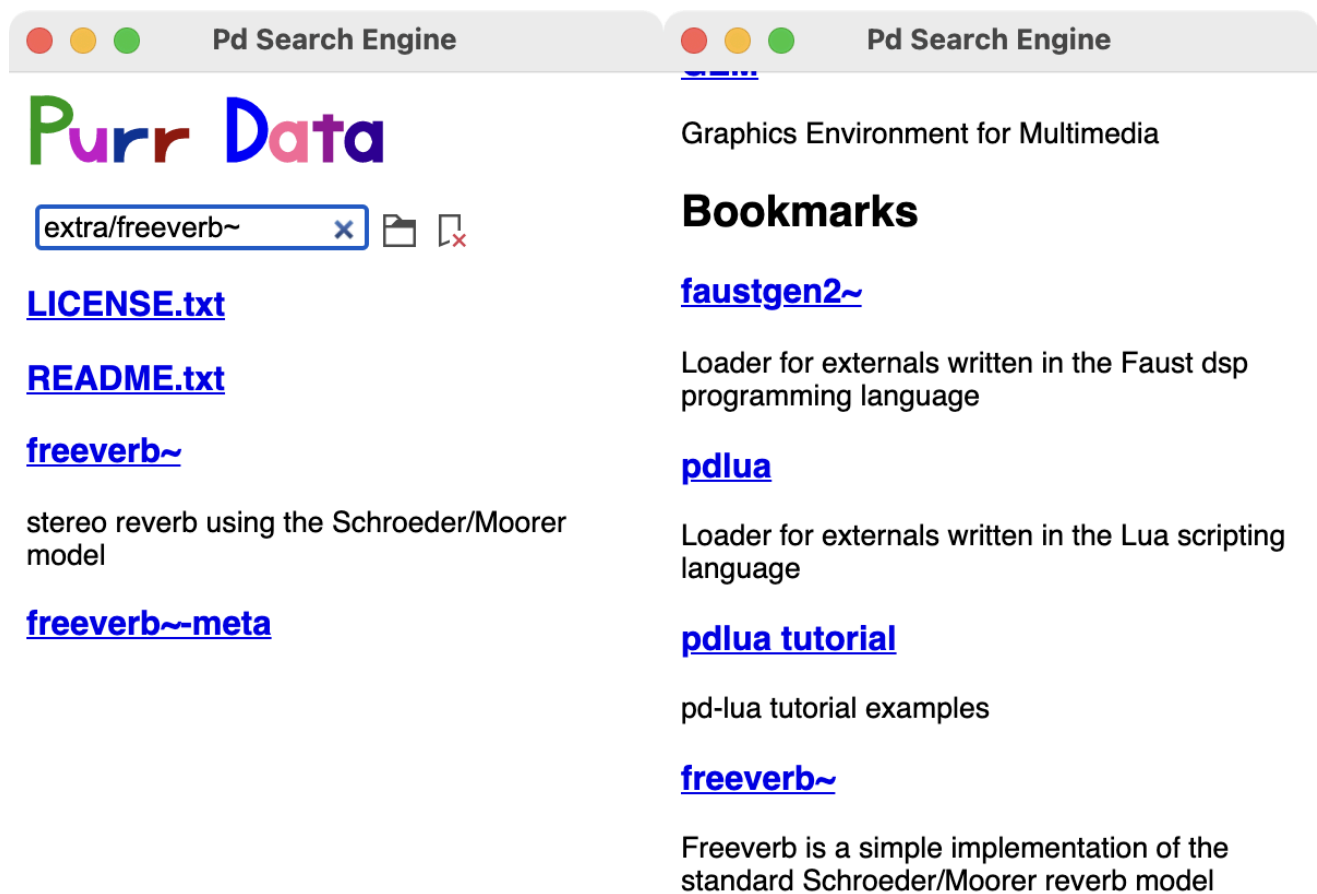 Pd Search Engine
Purr Data
extra/freeverb~
LICENSE.txt
README.txt
freeverb~
stereo reverb using the Schroeder/Moorer
model
freeverb~-meta
Pd Search Engine
Graphics Environment for Multimedia
Bookmarks
faustgen2~
Loader for externals written in the Faust dsp
programming language
pdlua
Loader for externals written in the Lua scripting
language
pdlua tutorial
pd-lua tutorial examples
freeverb~
Freeverb is a simple implementation of the
standard Schroeder/Moorer reverb model